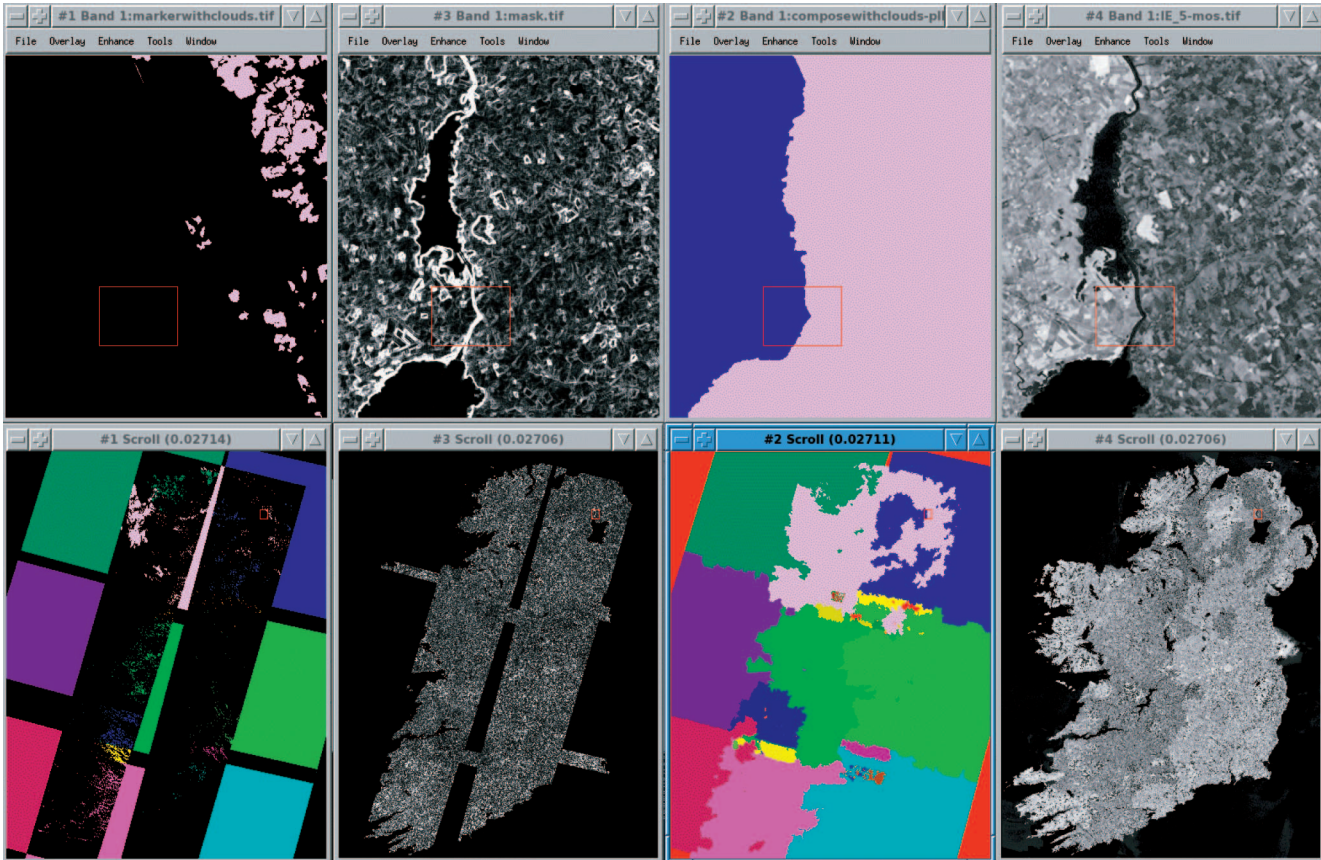 #1 Band 1:markerwithclouds.tif
File Overlay Enhance Tools Window
#3 Band 1:mask.tif
File Overlay Enhance Tools Window
#2 Band 1:composewithclouds-pl
File Overlay Enhance Tools Window
#4 Band 1:IE_5-mos.tif
File Overlay Enhance Tools Window
#1 Scroll (0.02714)
#3 Scroll (0.02706)
#2 Scroll (0.02711)
#4 Scroll (0.02706)